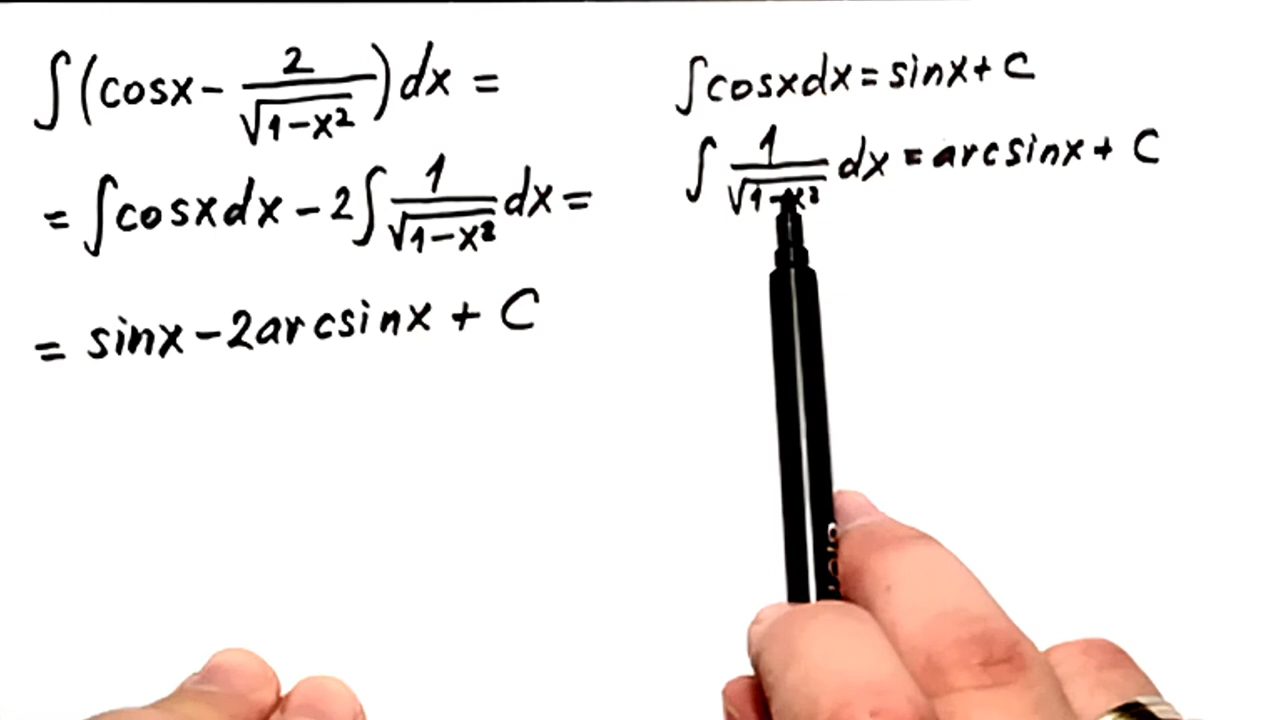 ∫(cosx - 2/√(1-x²))dx =
= ∫cosxdx - 2∫1/√(1-x²) dx =
= sinx - 2arcsinx + C
∫cosxdx = sinx + C
∫1/√(1-x²) dx = arcsinx + C